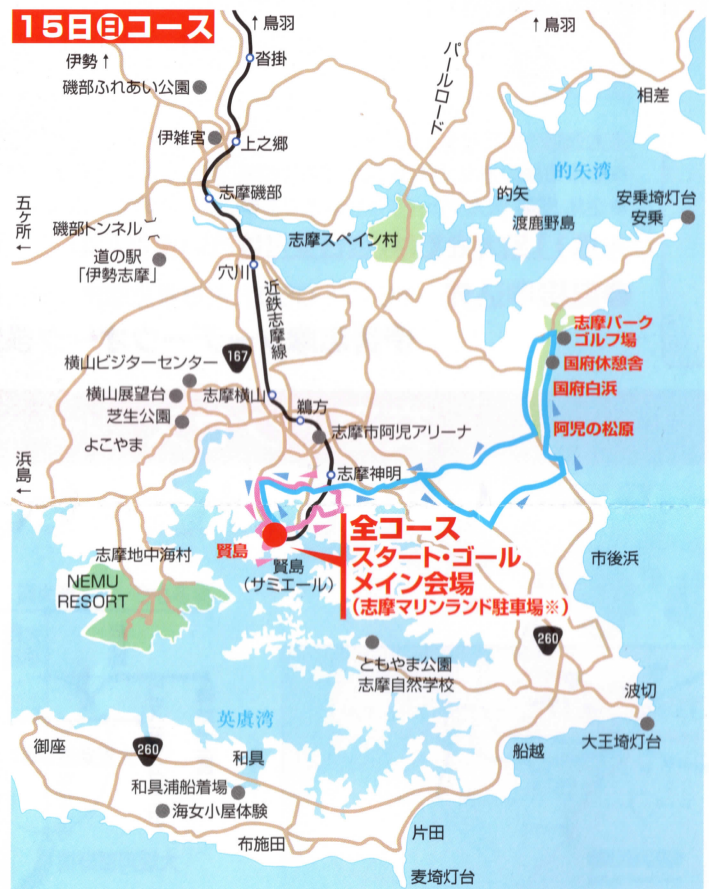 15日㊐コース
↑鳥羽
↑鳥羽
伊勢↑
沓掛
パールロード
磯部ふれあい公園
相差
伊雑宮
上之郷
的矢湾
志摩磯部
的矢
安乗埼灯台
安乗
五ヶ所←
渡鹿野島
磯部トンネル
志摩スペイン村
道の駅
「伊勢志摩」
穴川
近鉄志摩線
志摩パーク
ゴルフ場
167
横山ビジターセンター
国府休憩舎
横山展望台
志摩横山
国府白浜
芝生公園
鵜方
よこやま
志摩市阿児アリーナ
阿児の松原
浜島←
志摩神明
全コース
スタート・ゴール
メイン会場
(志摩マリンランド駐車場※)
賢島
賢島
(サミエール)
志摩地中海村
市後浜
NEMU
RESORT
260
ともやま公園
志摩自然学校
波切
英虞湾
大王埼灯台
御座
260
和具
船越
和具浦船着場
海女小屋体験
布施田
片田
麦埼灯台